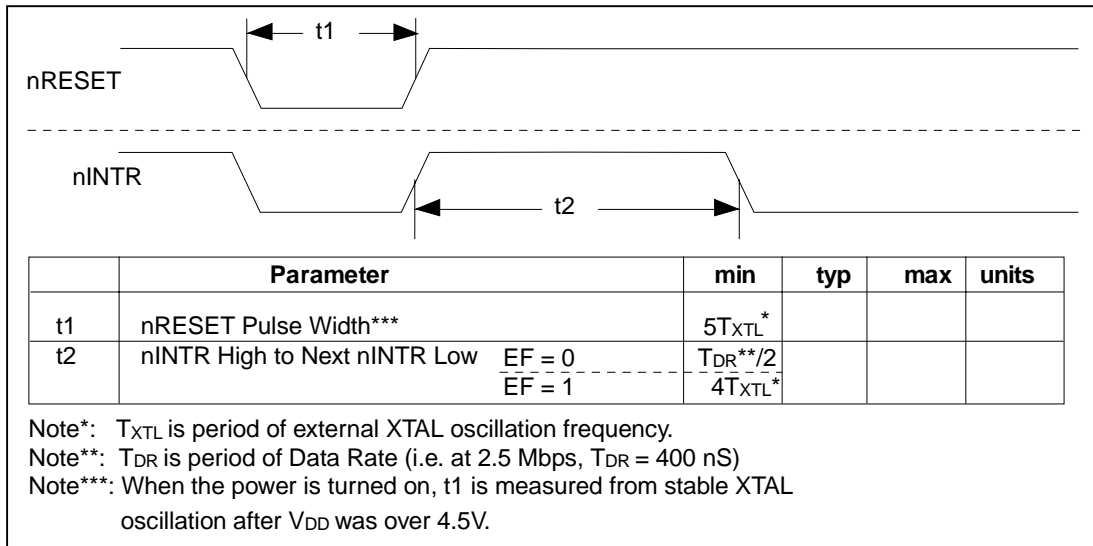 t1
nRESET
nINTR
t2
Parameter min typ max units
t1 nRESET Pulse Width*** 5TXTL*
t2 nINTR High to Next nINTR Low EF = 0 TDR**/2
EF = 1 4TXTL*
Note*: TXTL is period of external XTAL oscillation frequency.
Note**: TDR is period of Data Rate (i.e. at 2.5 Mbps, TDR = 400 nS)
Note***: When the power is turned on, t1 is measured from stable XTAL
oscillation after VDD was over 4.5V.